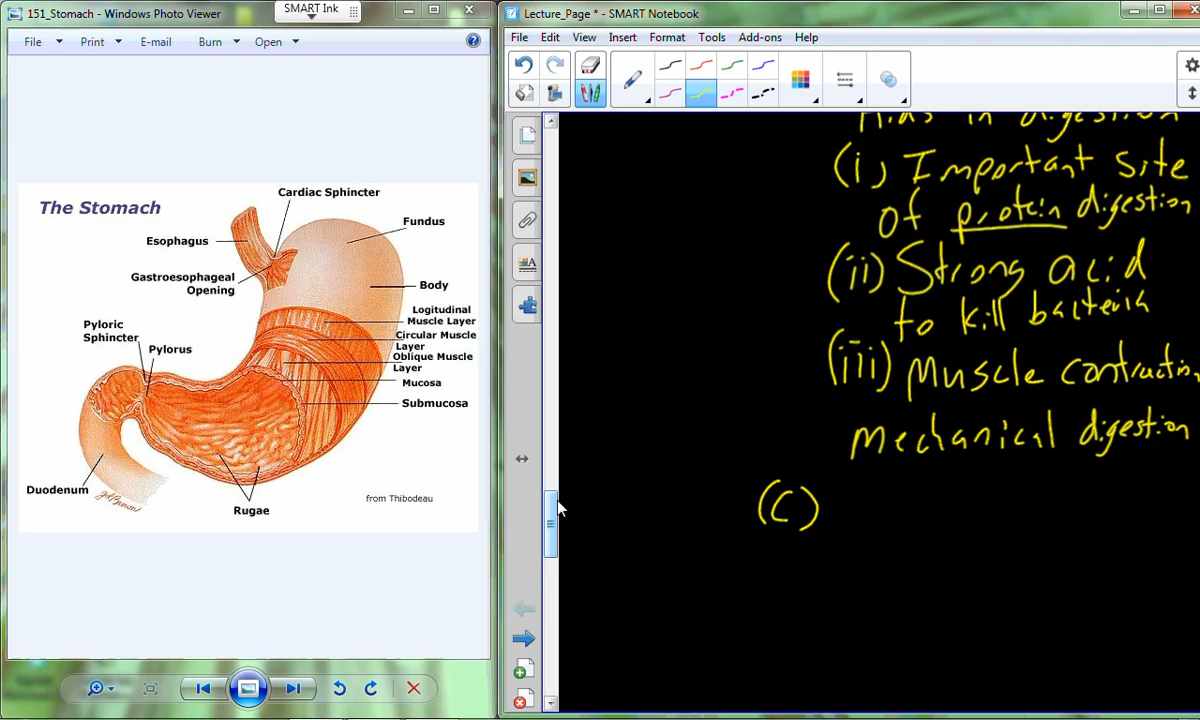 151_Stomach - Windows Photo Viewer
SMART Ink
File Print E-mail Burn Open
The Stomach
Cardiac Sphincter
Fundus
Esophagus
Gastroesophageal
Opening
Body
Logitudinal
Muscle Layer
Circular Muscle
Layer
Oblique Muscle
Layer
Pyloric
Sphincter
Pylorus
Mucosa
Submucosa
Duodenum
Rugae
from Thibodeau
Lecture_Page * - SMART Notebook
File Edit View Insert Format Tools Add-ons Help
Aids in digestion
(i) Important site
of protein digestion
(ii) Strong acid
to kill bacteria
(iii) Muscle contraction
mechanical digestion
(C)